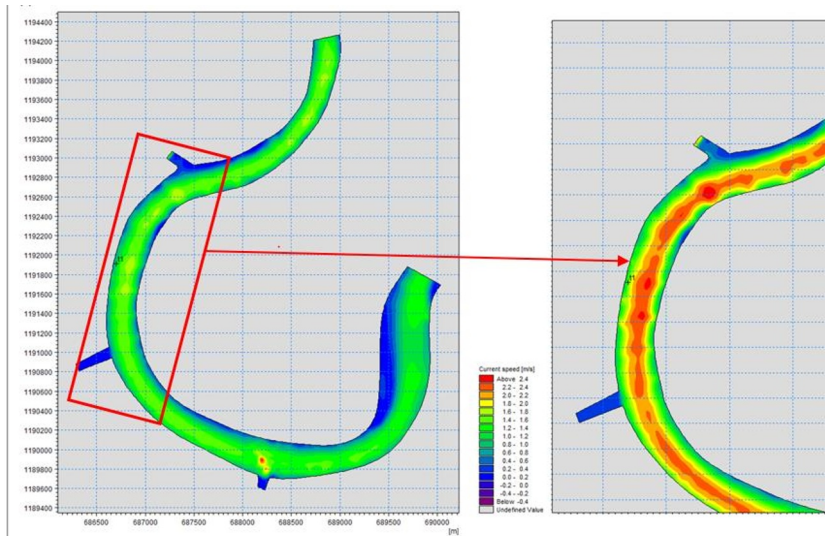 1194400
1194200
1194000
1193800
1193600
1193400
1193200
1193000
1192800
1192600
1192400
1192200
1192000
1191800
1191600
1191400
1191200
1191000
1190800
1190600
1190400
1190200
1190000
1189800
1189600
1189400
686500 687000 687500 688000 688500 689000 689500 690000
[m]
Current speed [m/s]
Above 2.4
2.2 - 2.4
2.0 - 2.2
1.8 - 2.0
1.6 - 1.8
1.4 - 1.6
1.2 - 1.4
1.0 - 1.2
0.8 - 1.0
0.6 - 0.8
0.4 - 0.6
0.2 - 0.4
0.0 - 0.2
-0.2 - 0.0
-0.4 - -0.2
Below -0.4
Undefined Value